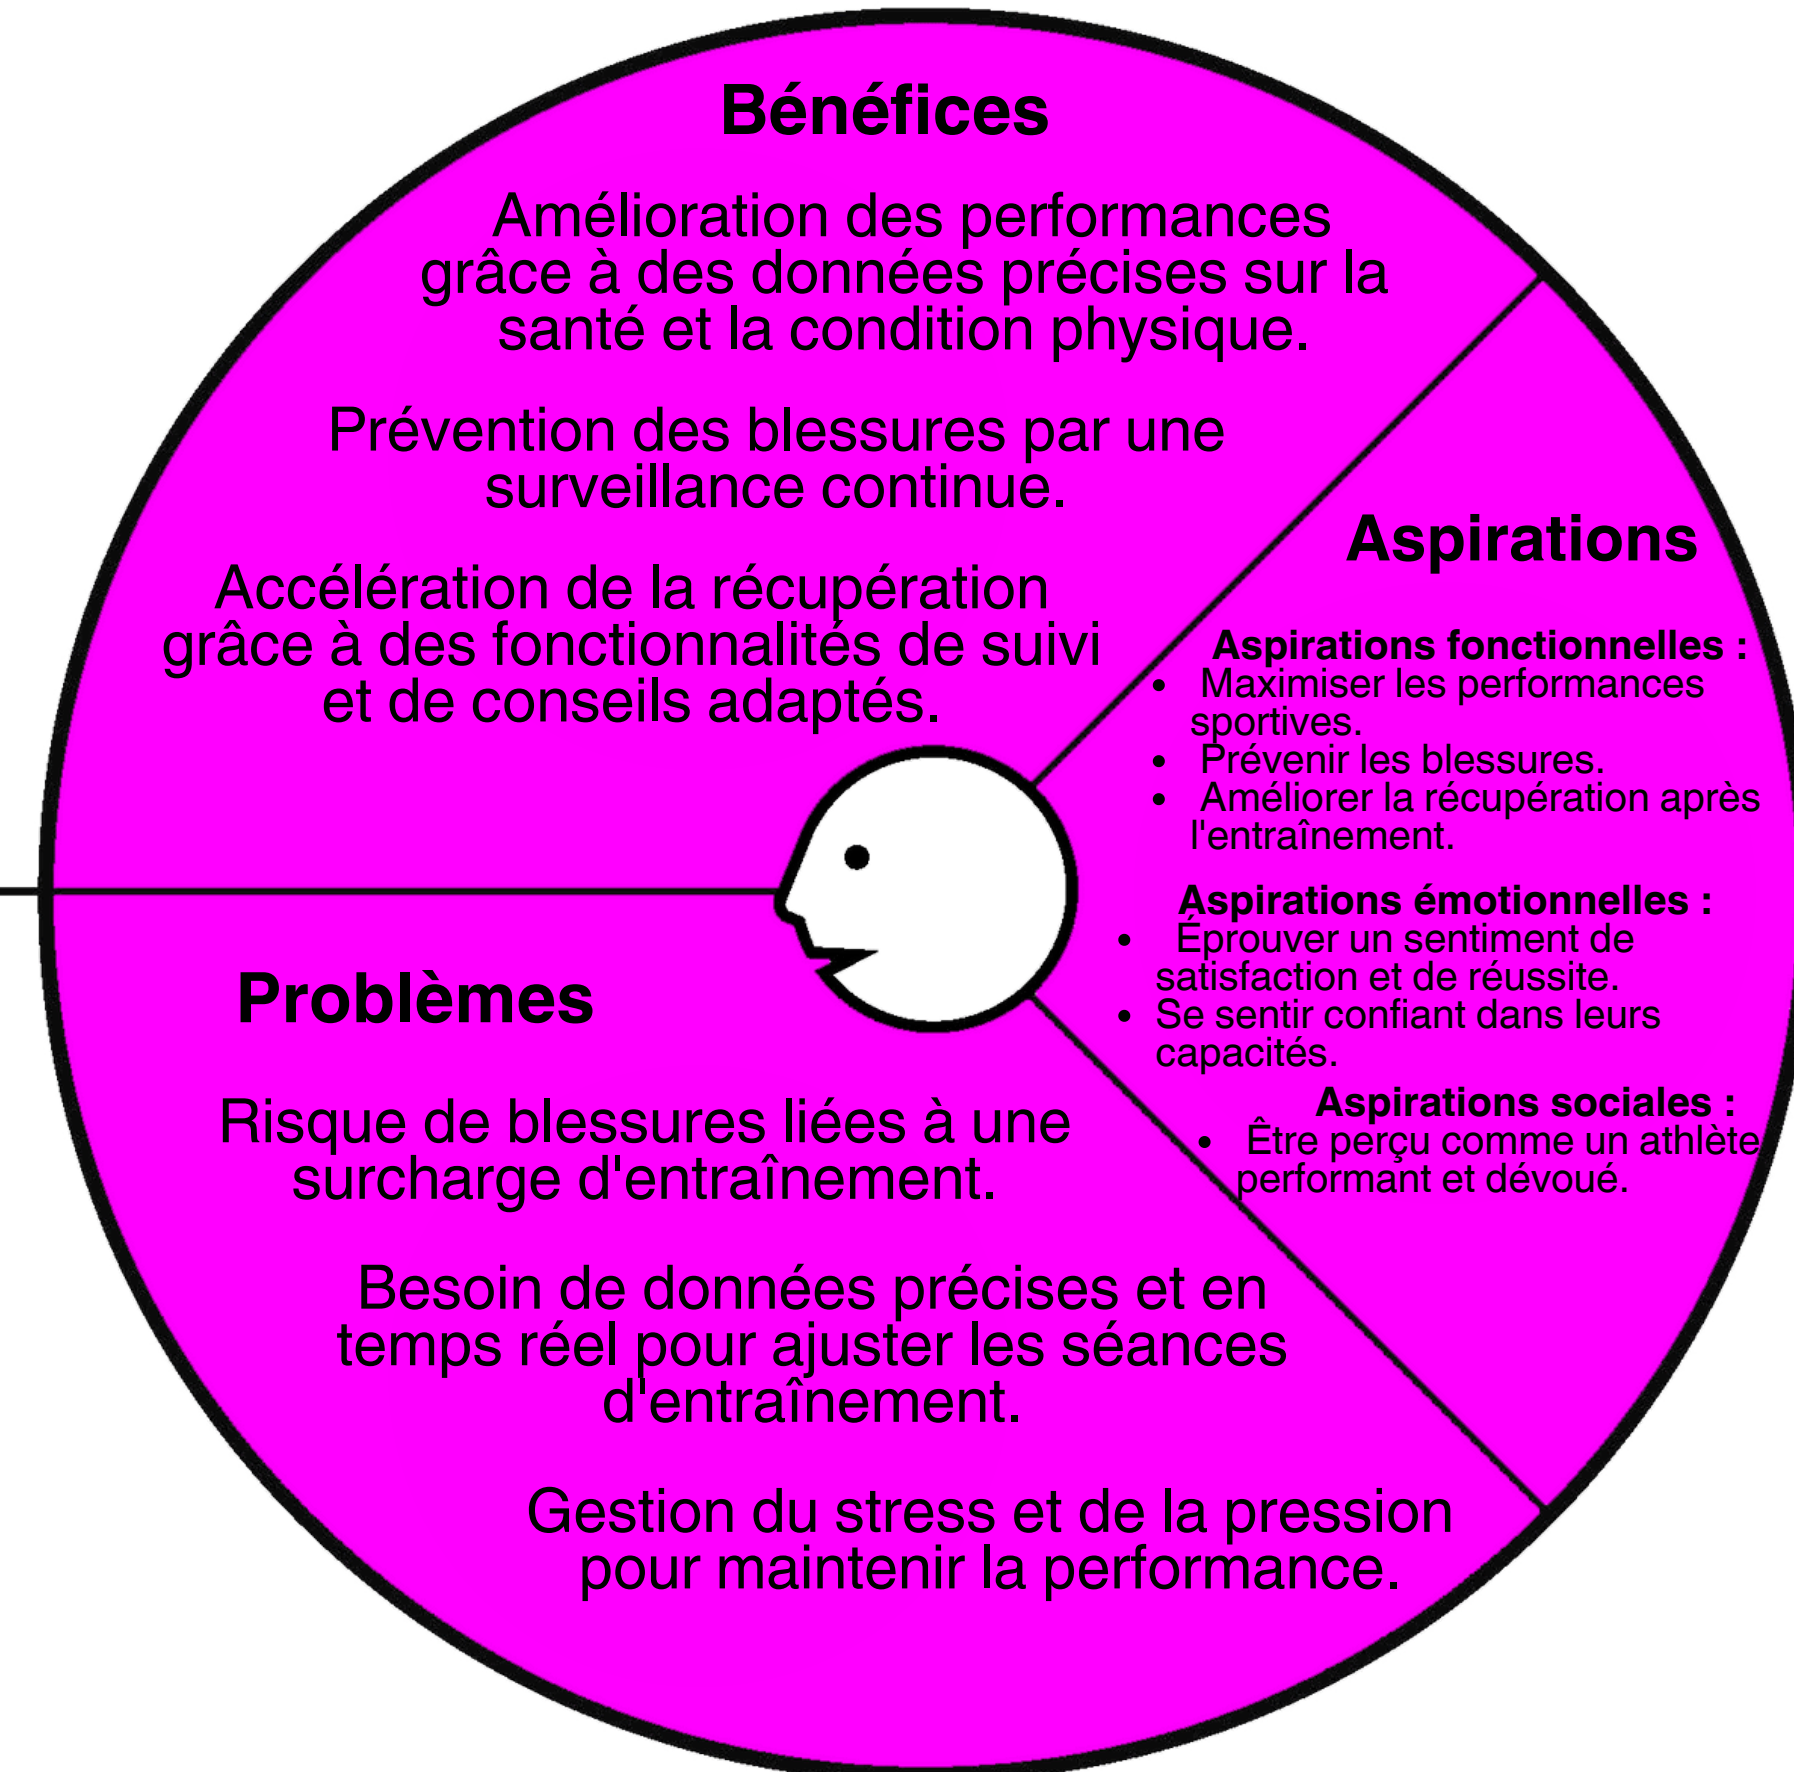 Bénéfices
Amélioration des performances
grâce à des données précises sur la
santé et la condition physique.
Prévention des blessures par une
surveillance continue.
Accélération de la récupération
grâce à des fonctionnalités de suivi
et de conseils adaptés.
Aspirations
Aspirations fonctionnelles :
• Maximiser les performances
sportives.
• Prévenir les blessures.
• Améliorer la récupération après
l'entraînement.
Aspirations émotionnelles :
• Éprouver un sentiment de
satisfaction et de réussite.
• Se sentir confiant dans leurs
capacités.
Aspirations sociales :
• Être perçu comme un athlète
performant et dévoué.
Problèmes
Risque de blessures liées à une
surcharge d'entraînement.
Besoin de données précises et en
temps réel pour ajuster les séances
d'entraînement.
Gestion du stress et de la pression
pour maintenir la performance.